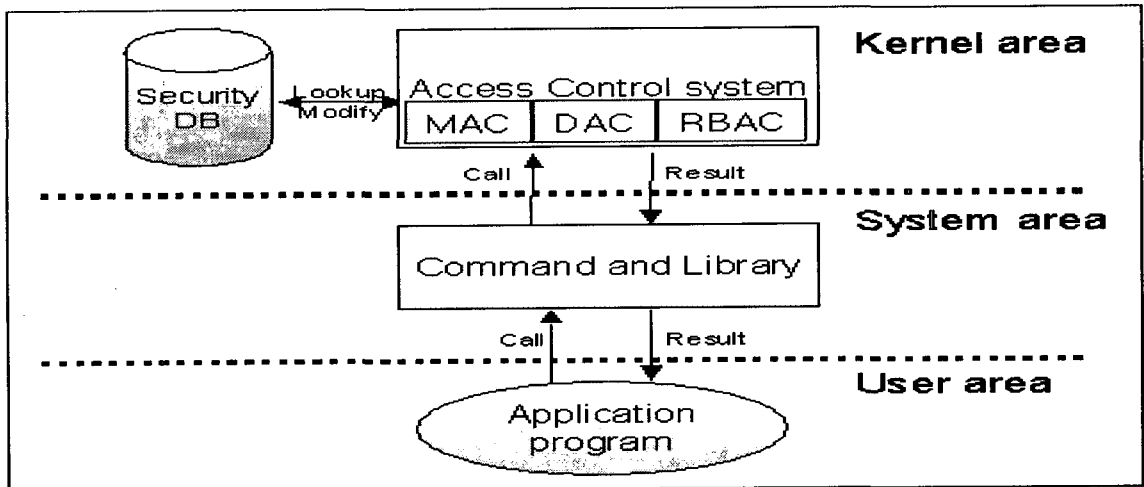 Kernel area
Security
DB
Lookup
Modify
Access Control system
MAC DAC RBAC
Call
Result
System area
Command and Library
Call
Result
User area
Application
program